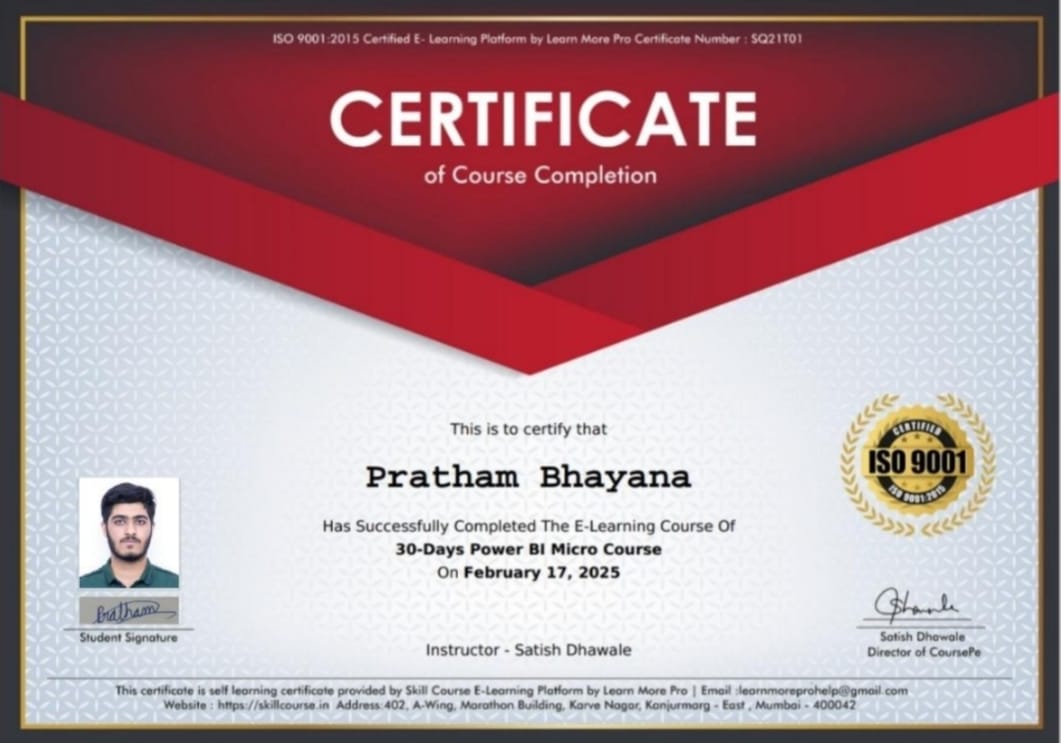 ISO 9001:2015 Certified E- Learning Platform by Learn More Pro Certificate Number : SQ21T01
CERTIFICATE
of Course Completion
This is to certify that
Pratham Bhayana
Has Successfully Completed The E-Learning Course Of
30-Days Power BI Micro Course
On February 17, 2025
CERTIFIED
ISO 9001
ISO 9001:2015
Pratham
Student Signature
Satish Dhawale
Director of CoursePe
Instructor - Satish Dhawale
This certificate is self learning certificate provided by Skill Course E-Learning Platform by Learn More Pro | Email :learnmoreprohelp@gmail.com
Website : https://skillcourse.in Address:402, A-Wing, Marathon Building, Karve Nagar, Kanjurmarg - East , Mumbai - 400042